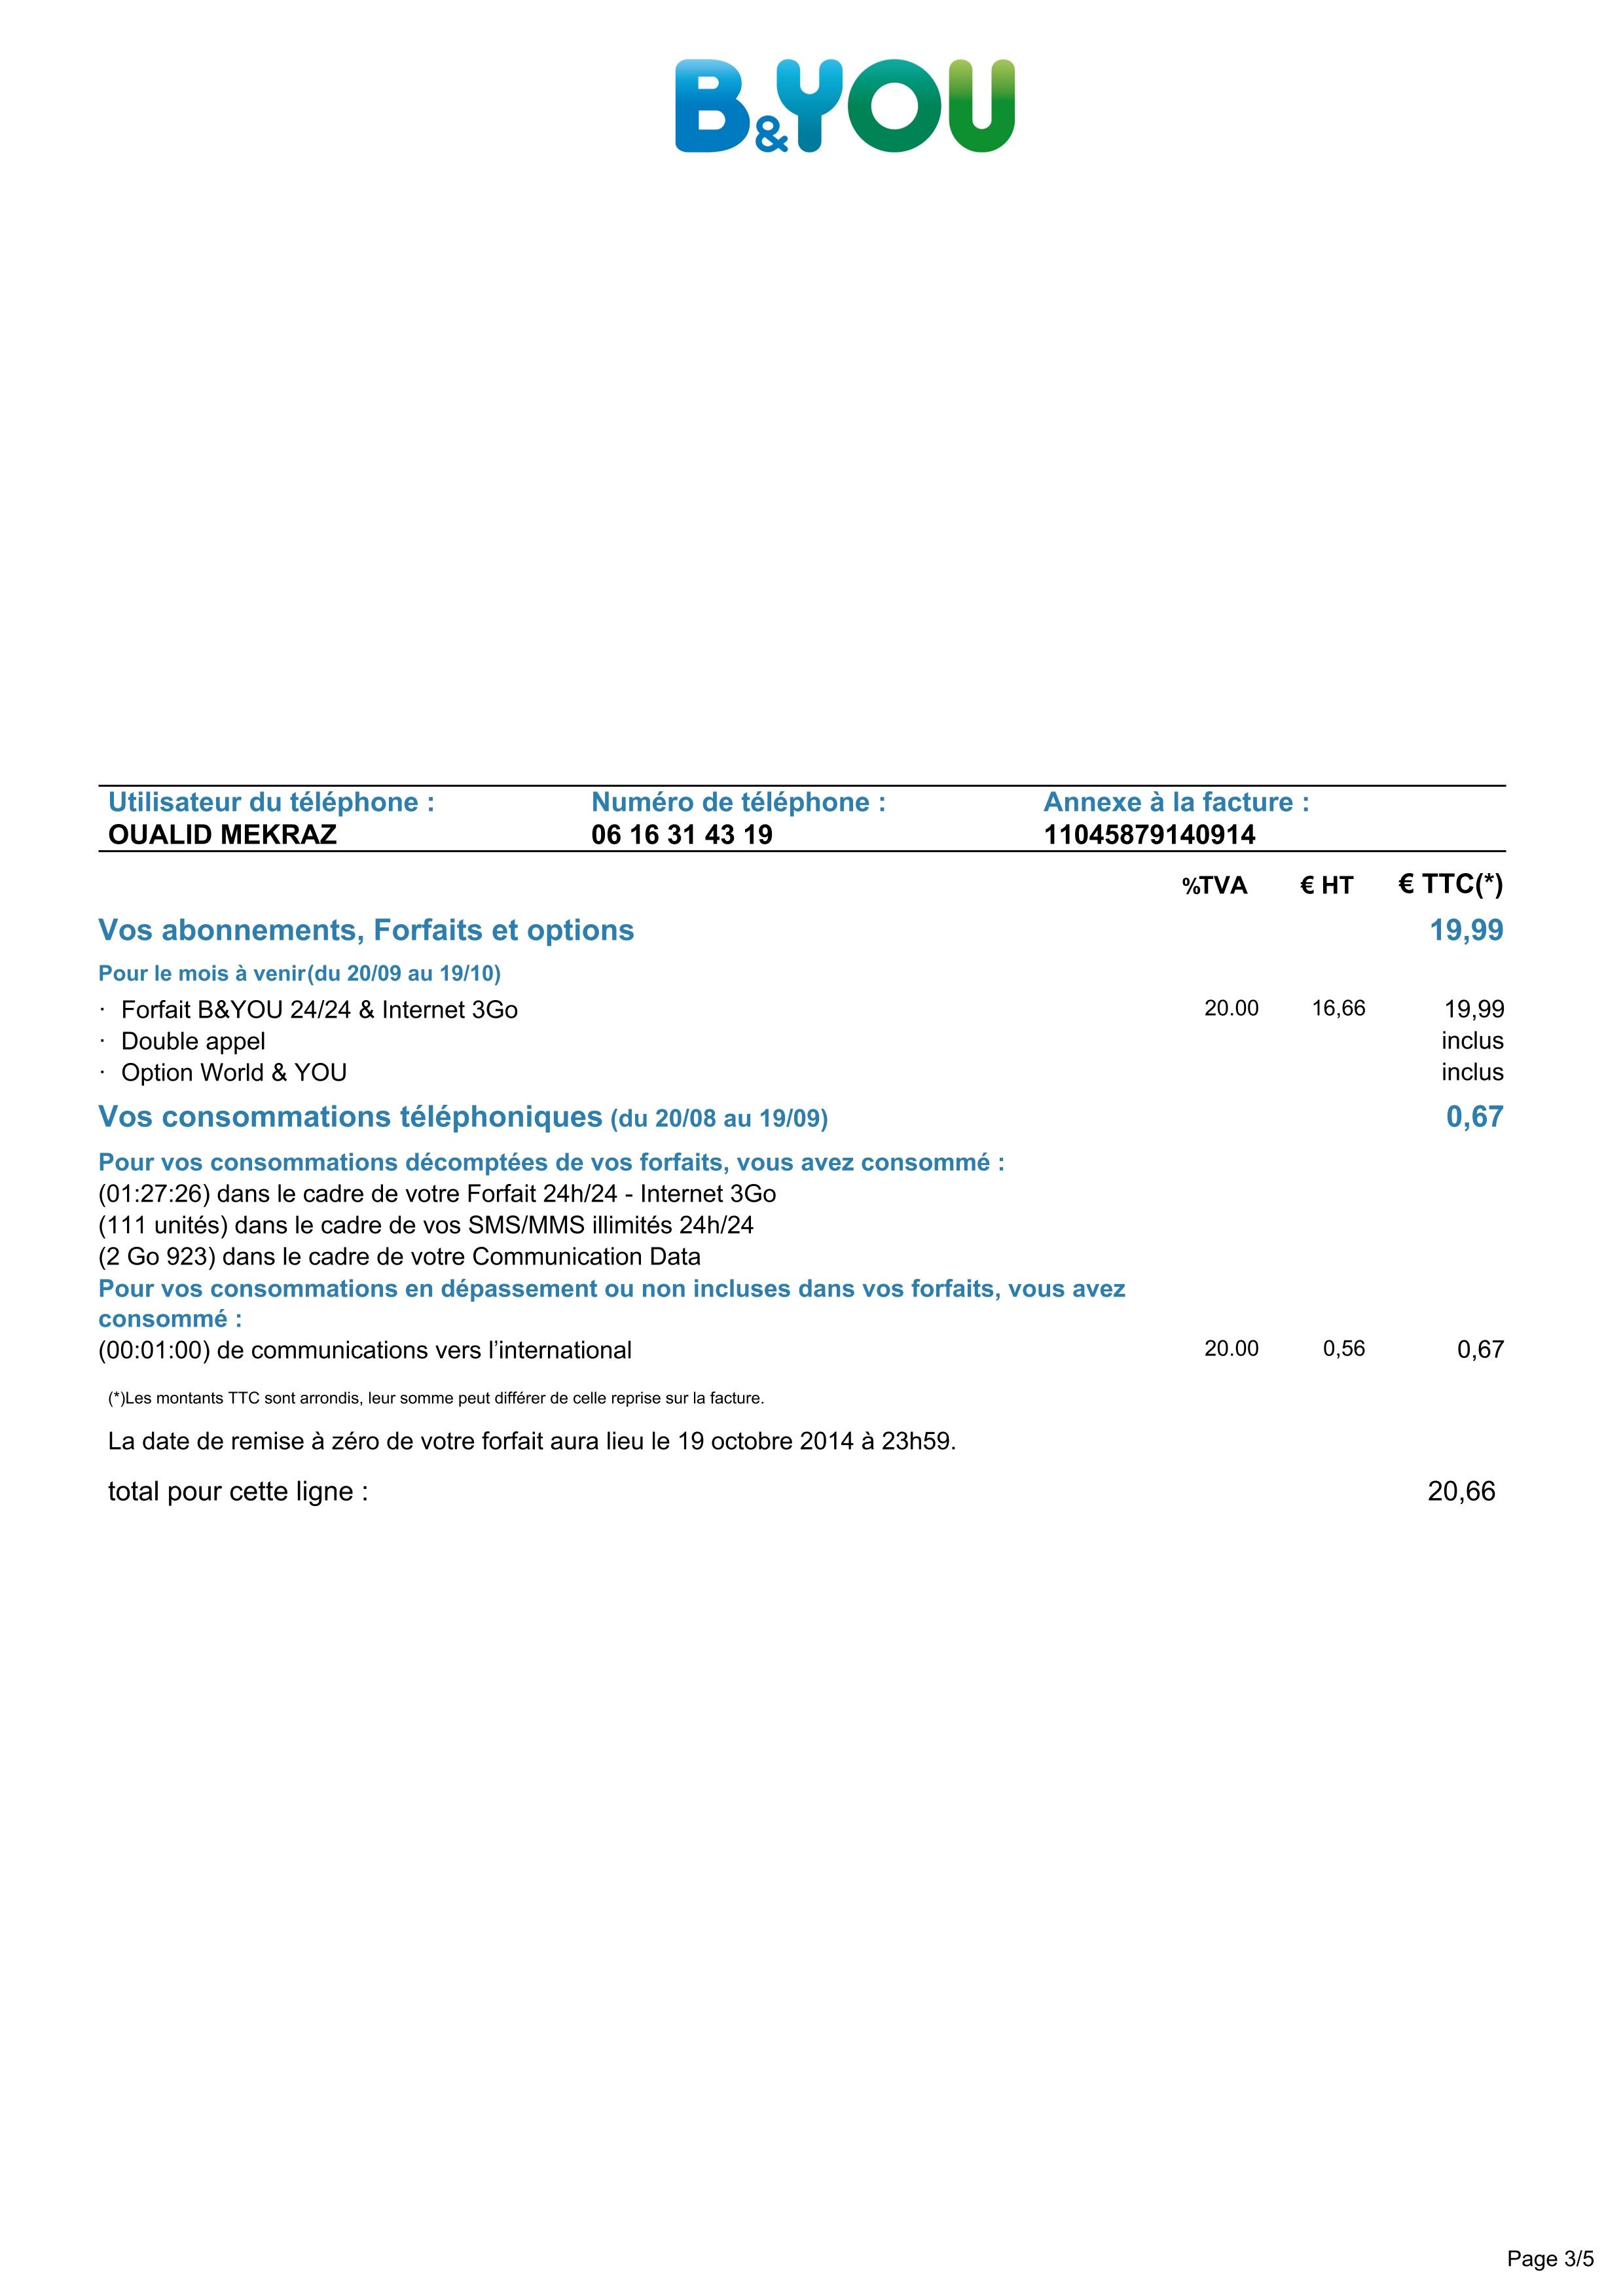 B&YOU
Utilisateur du téléphone : Numéro de téléphone : Annexe à la facture :
OUALID MEKRAZ 06 16 31 43 19 11045879140914
%TVA € HT € TTC(*)
Vos abonnements, Forfaits et options 19,99
Pour le mois à venir(du 20/09 au 19/10)
· Forfait B&YOU 24/24 & Internet 3Go 20.00 16,66 19,99
· Double appel inclus
· Option World & YOU inclus
Vos consommations téléphoniques (du 20/08 au 19/09) 0,67
Pour vos consommations décomptées de vos forfaits, vous avez consommé :
(01:27:26) dans le cadre de votre Forfait 24h/24 - Internet 3Go
(111 unités) dans le cadre de vos SMS/MMS illimités 24h/24
(2 Go 923) dans le cadre de votre Communication Data
Pour vos consommations en dépassement ou non incluses dans vos forfaits, vous avez
consommé :
(00:01:00) de communications vers l’international 20.00 0,56 0,67
(*)Les montants TTC sont arrondis, leur somme peut différer de celle reprise sur la facture.
La date de remise à zéro de votre forfait aura lieu le 19 octobre 2014 à 23h59.
total pour cette ligne : 20,66
Page 3/5